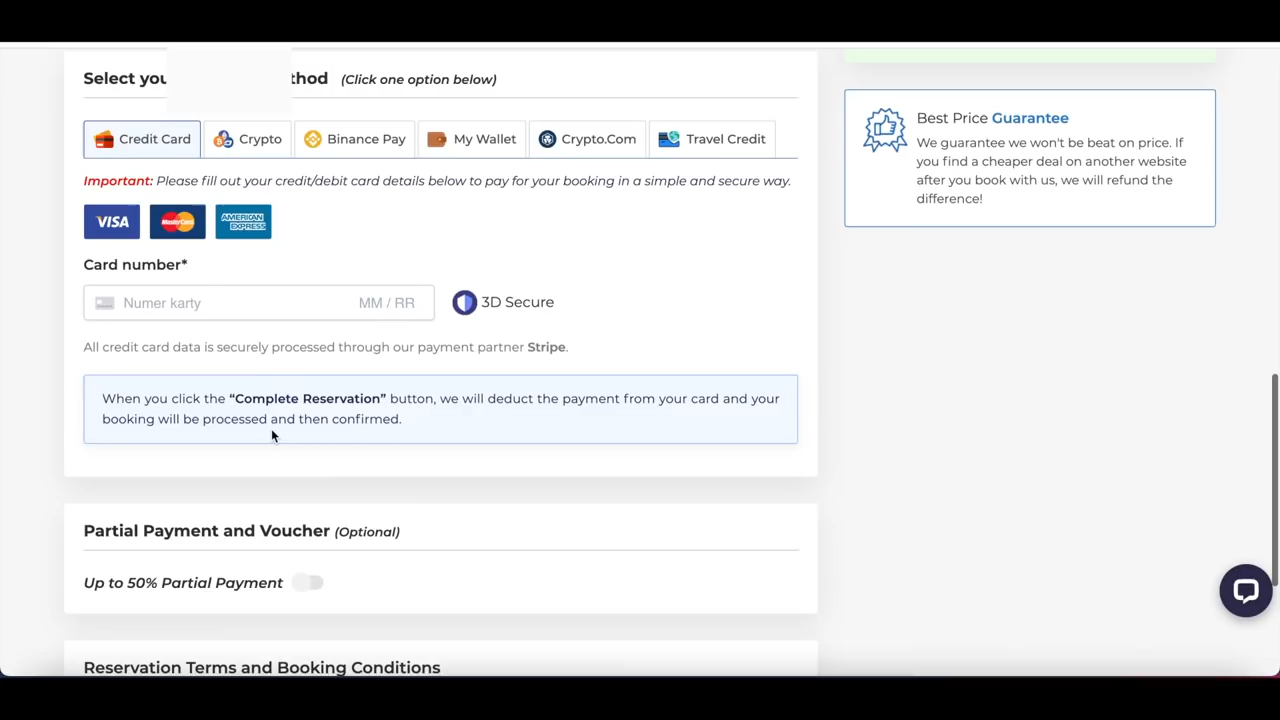 Select you thod (Click one option below)
Credit Card Crypto Binance Pay My Wallet Crypto.Com Travel Credit
Important: Please fill out your credit/debit card details below to pay for your booking in a simple and secure way.
VISA MasterCard AMERICAN EXPRESS
Card number*
Numer karty MM / RR 3D Secure
All credit card data is securely processed through our payment partner Stripe.
When you click the “Complete Reservation” button, we will deduct the payment from your card and your
booking will be processed and then confirmed.
Partial Payment and Voucher (Optional)
Up to 50% Partial Payment
Reservation Terms and Booking Conditions
Best Price Guarantee
We guarantee we won't be beat on price. If
you find a cheaper deal on another website
after you book with us, we will refund the
difference!